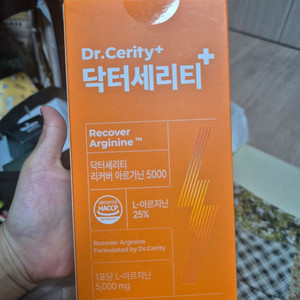 Dr.Cerity+
닥터세리티+
Recover
Arginine™
닥터세리티
리커버 아르기닌 5000
HACCP
L-아르지닌
25%
Recover Arginine
Formulated by Dr.Cerity
1포당 L-아르지닌
5,000 mg